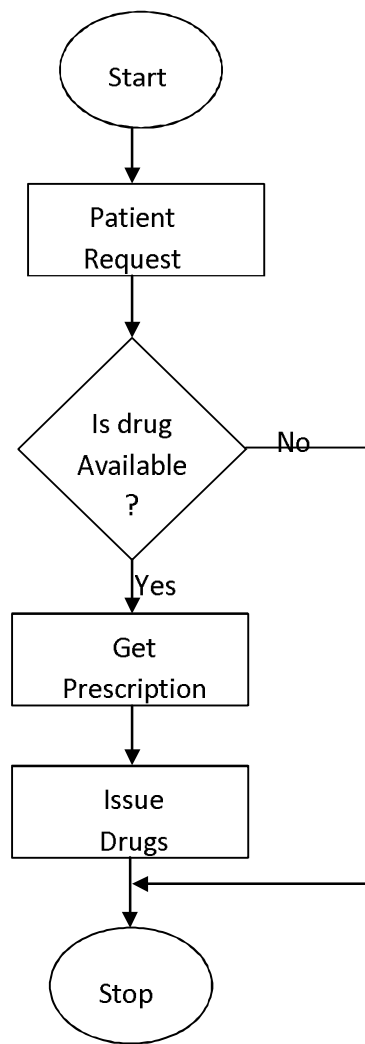 Start
Patient
Request
Is drug
Available
?
No
Yes
Get
Prescription
Issue
Drugs
Stop